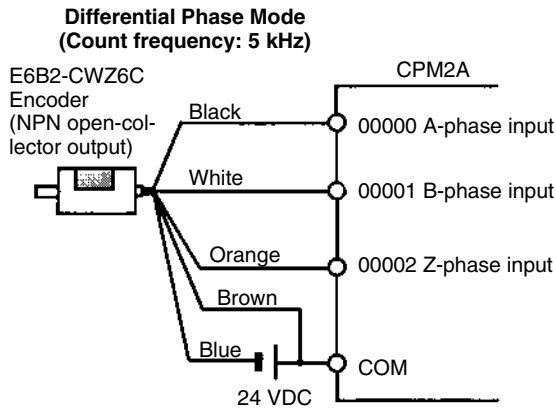 Differential Phase Mode
(Count frequency: 5 kHz)
E6B2-CWZ6C
Encoder
(NPN open-col-
lector output)
CPM2A
Black
00000 A-phase input
White
00001 B-phase input
Orange
00002 Z-phase input
Brown
Blue
COM
24 VDC